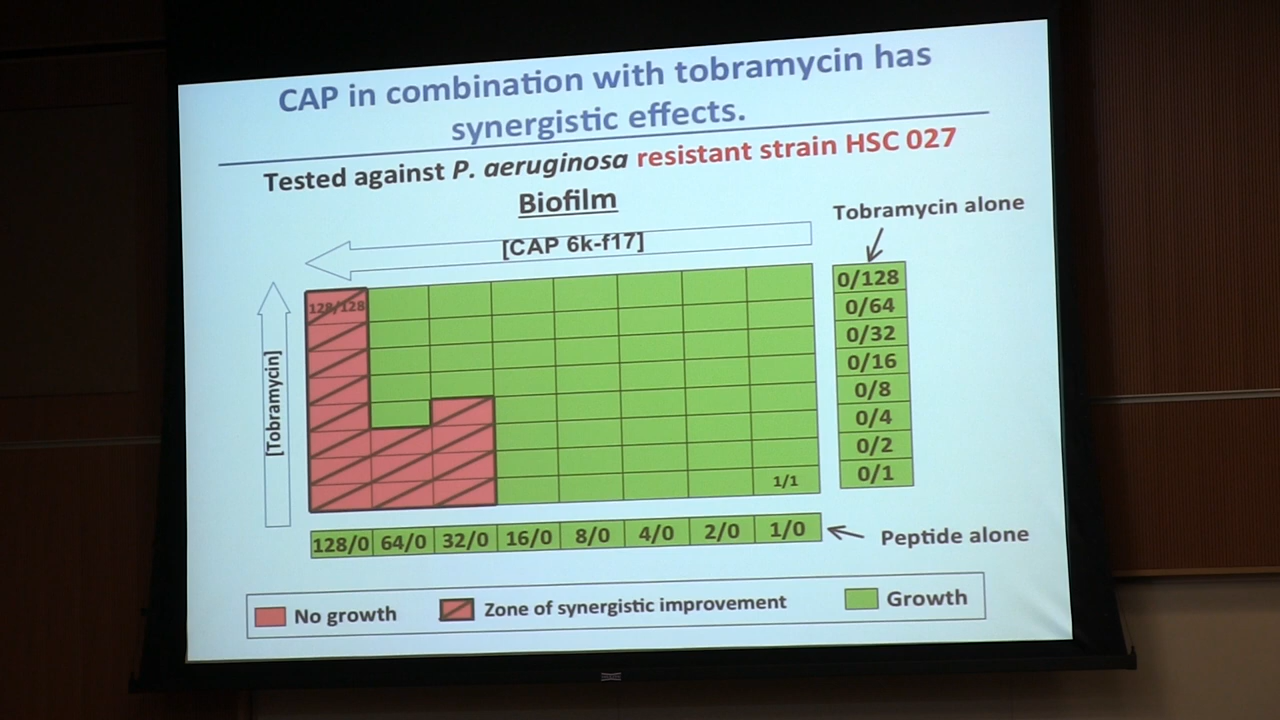 CAP in combination with tobramycin has
synergistic effects.
Tested against P. aeruginosa resistant strain HSC 027
Biofilm
Tobramycin alone
[CAP 6k-f17]
[Tobramycin]
128/128
0/128
0/64
0/32
0/16
0/8
0/4
0/2
0/1
1/1
128/0 64/0 32/0 16/0 8/0 4/0 2/0 1/0
Peptide alone
No growth Zone of synergistic improvement Growth